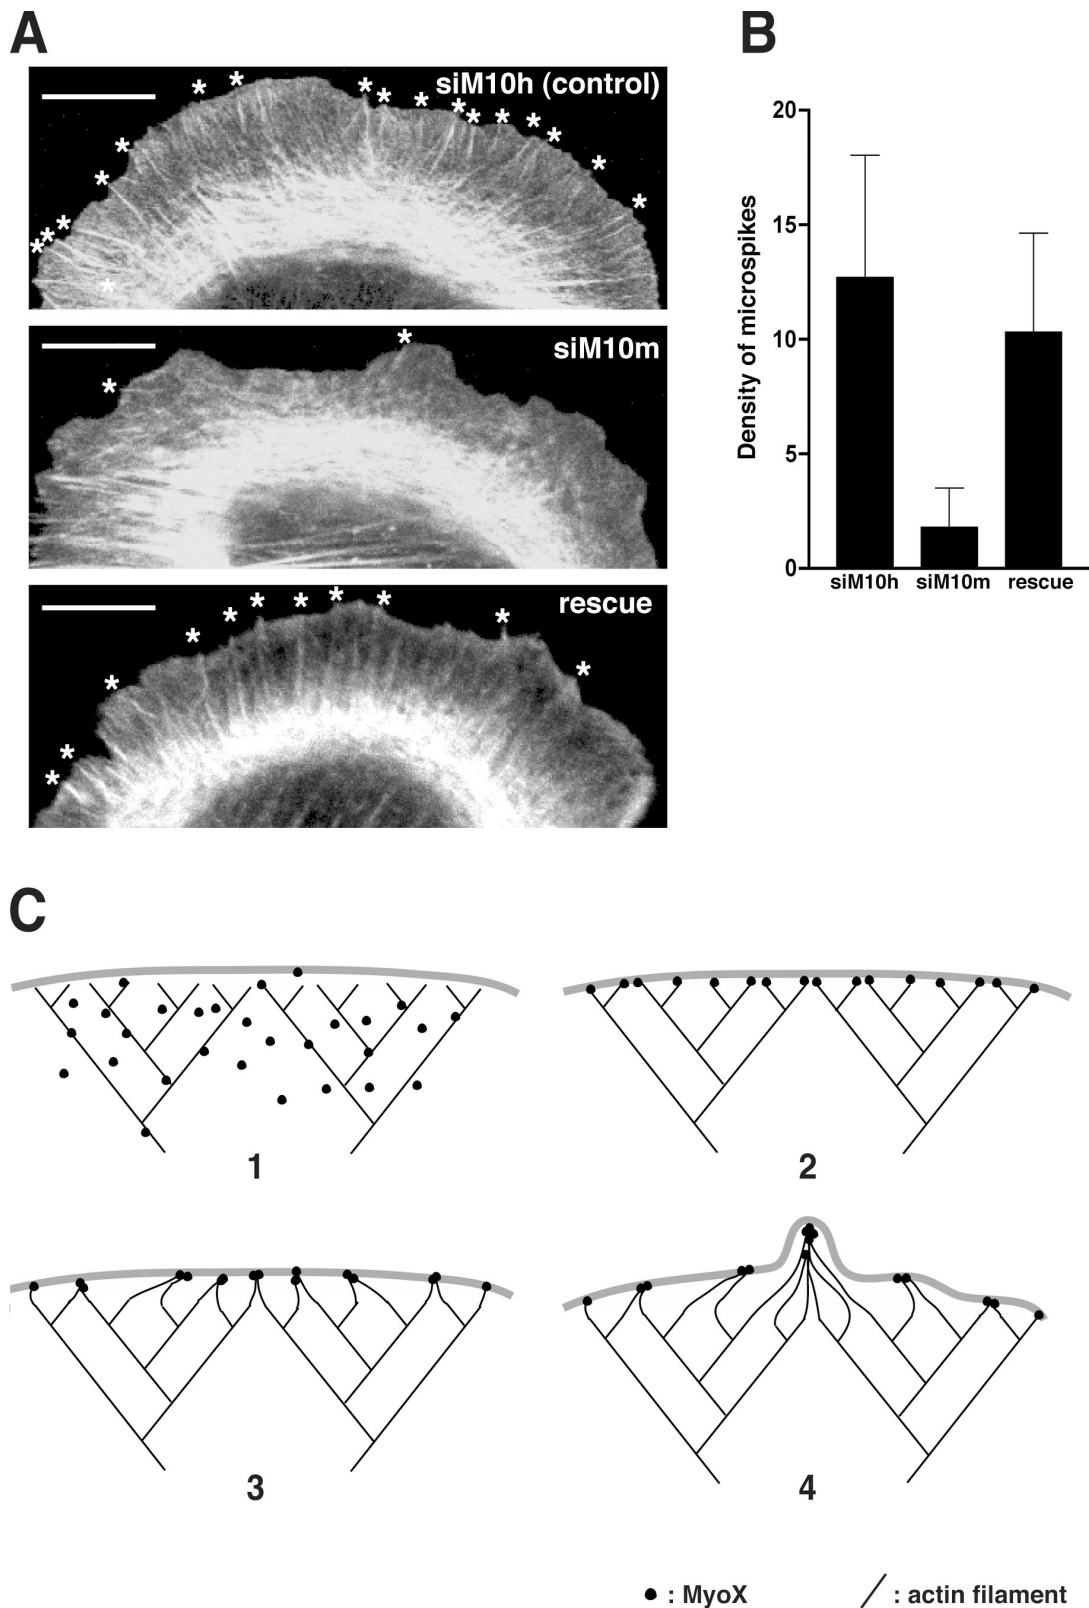 A
B
siM10h (control)
siM10m
rescue
20
15
10
5
0
Density of microspikes
siM10h siM10m rescue
C
1
2
3
4
: MyoX
: actin filament